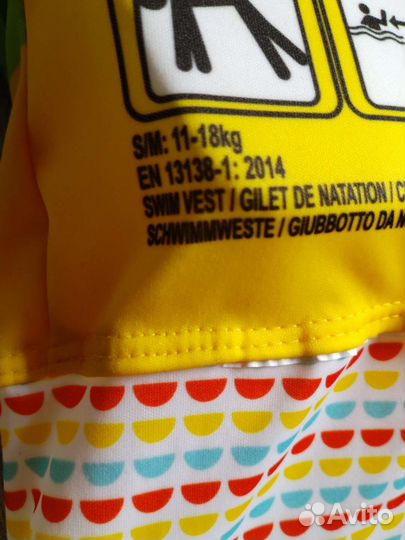 S/M: 11-18kg
EN 13138-1: 2014
SWIM VEST / GILET DE NATATION / C
SCHWIMMWESTE / GIUBBOTTO DA N
Avito